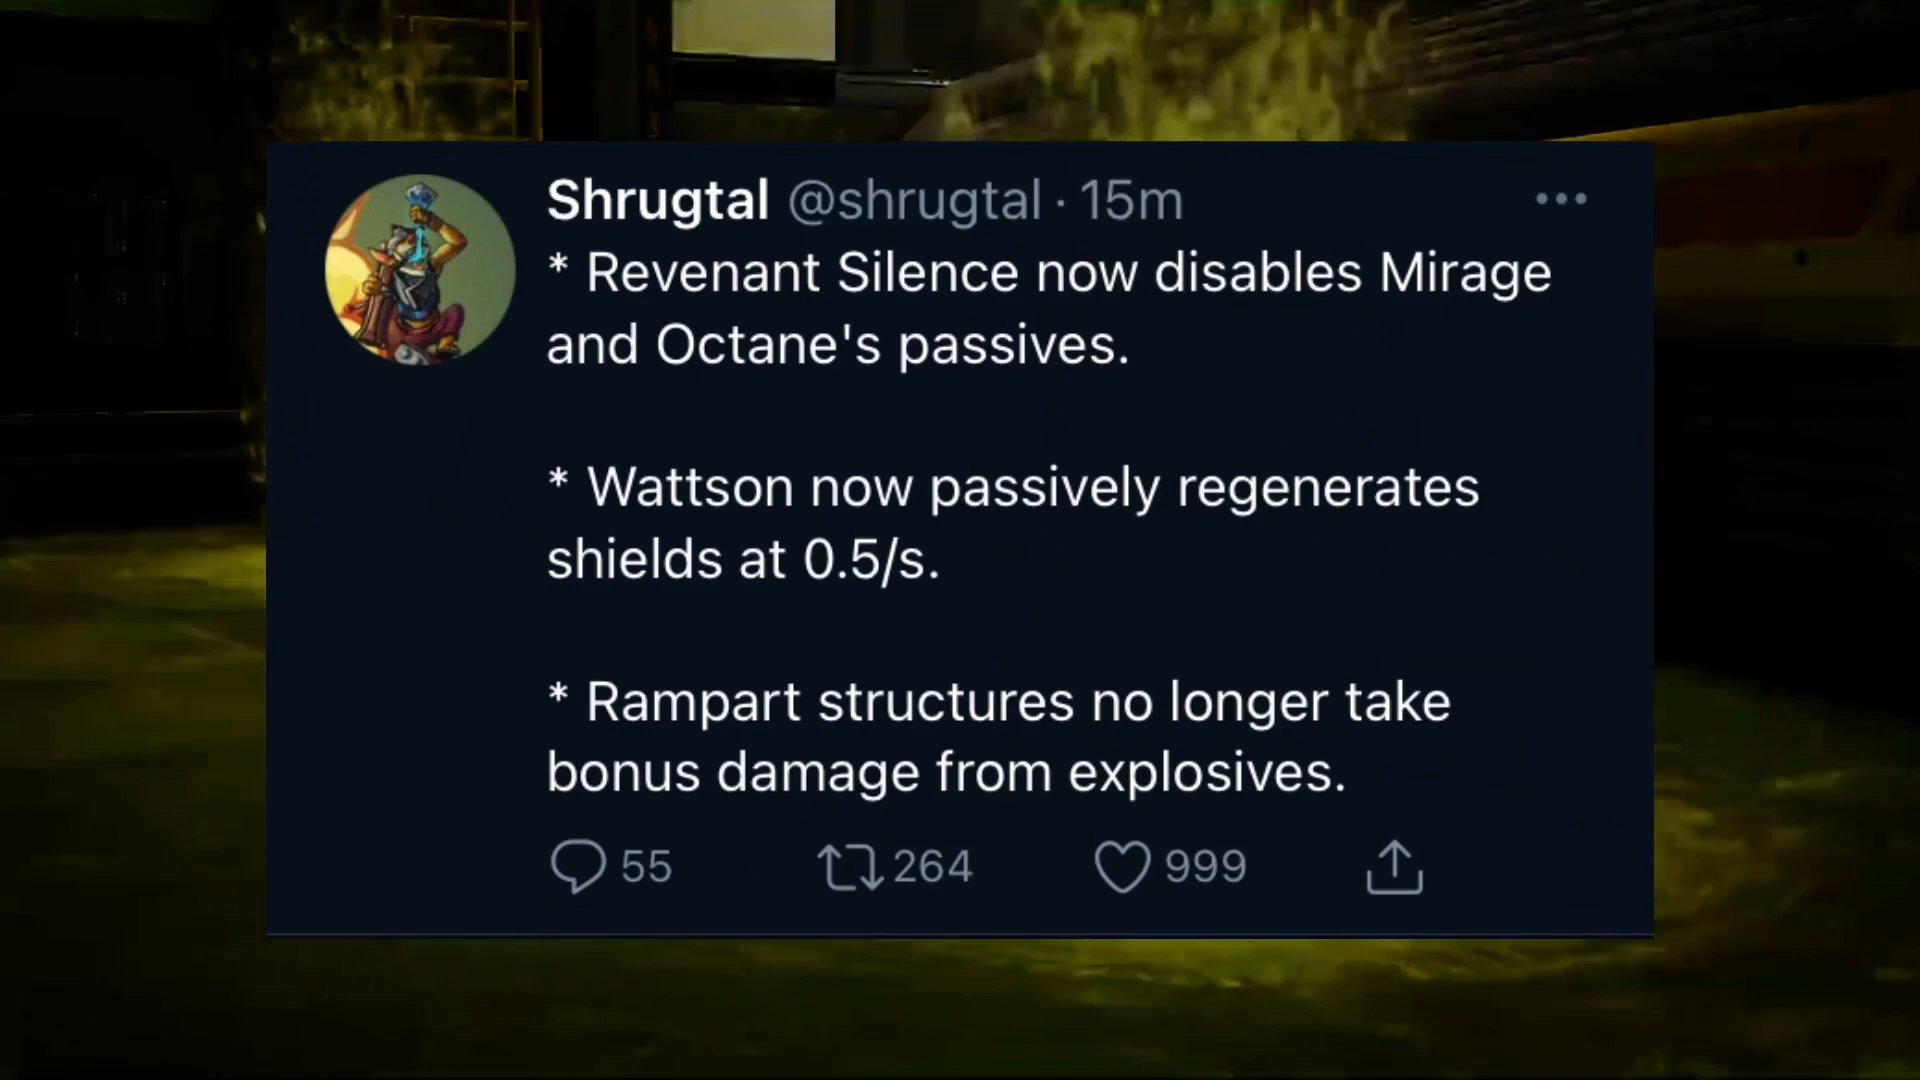 Shrugtal @shrugtal · 15m
* Revenant Silence now disables Mirage
and Octane's passives.
* Wattson now passively regenerates
shields at 0.5/s.
* Rampart structures no longer take
bonus damage from explosives.
55 264 999